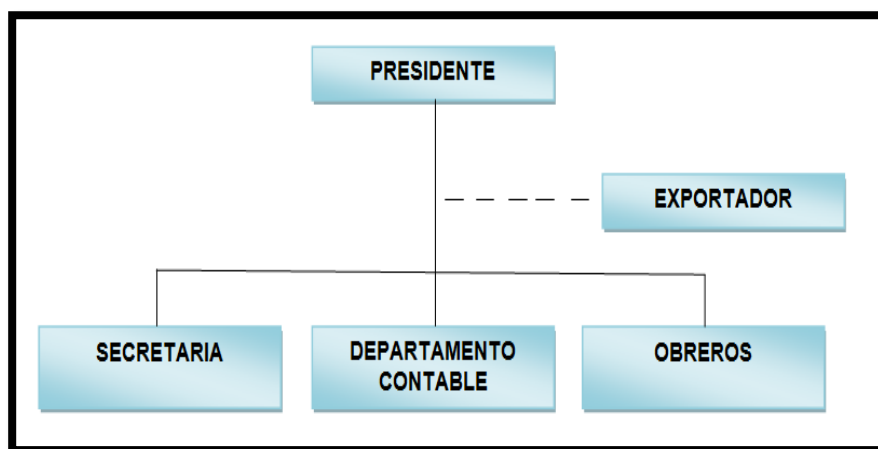 PRESIDENTE
EXPORTADOR
SECRETARIA
DEPARTAMENTO
CONTABLE
OBREROS